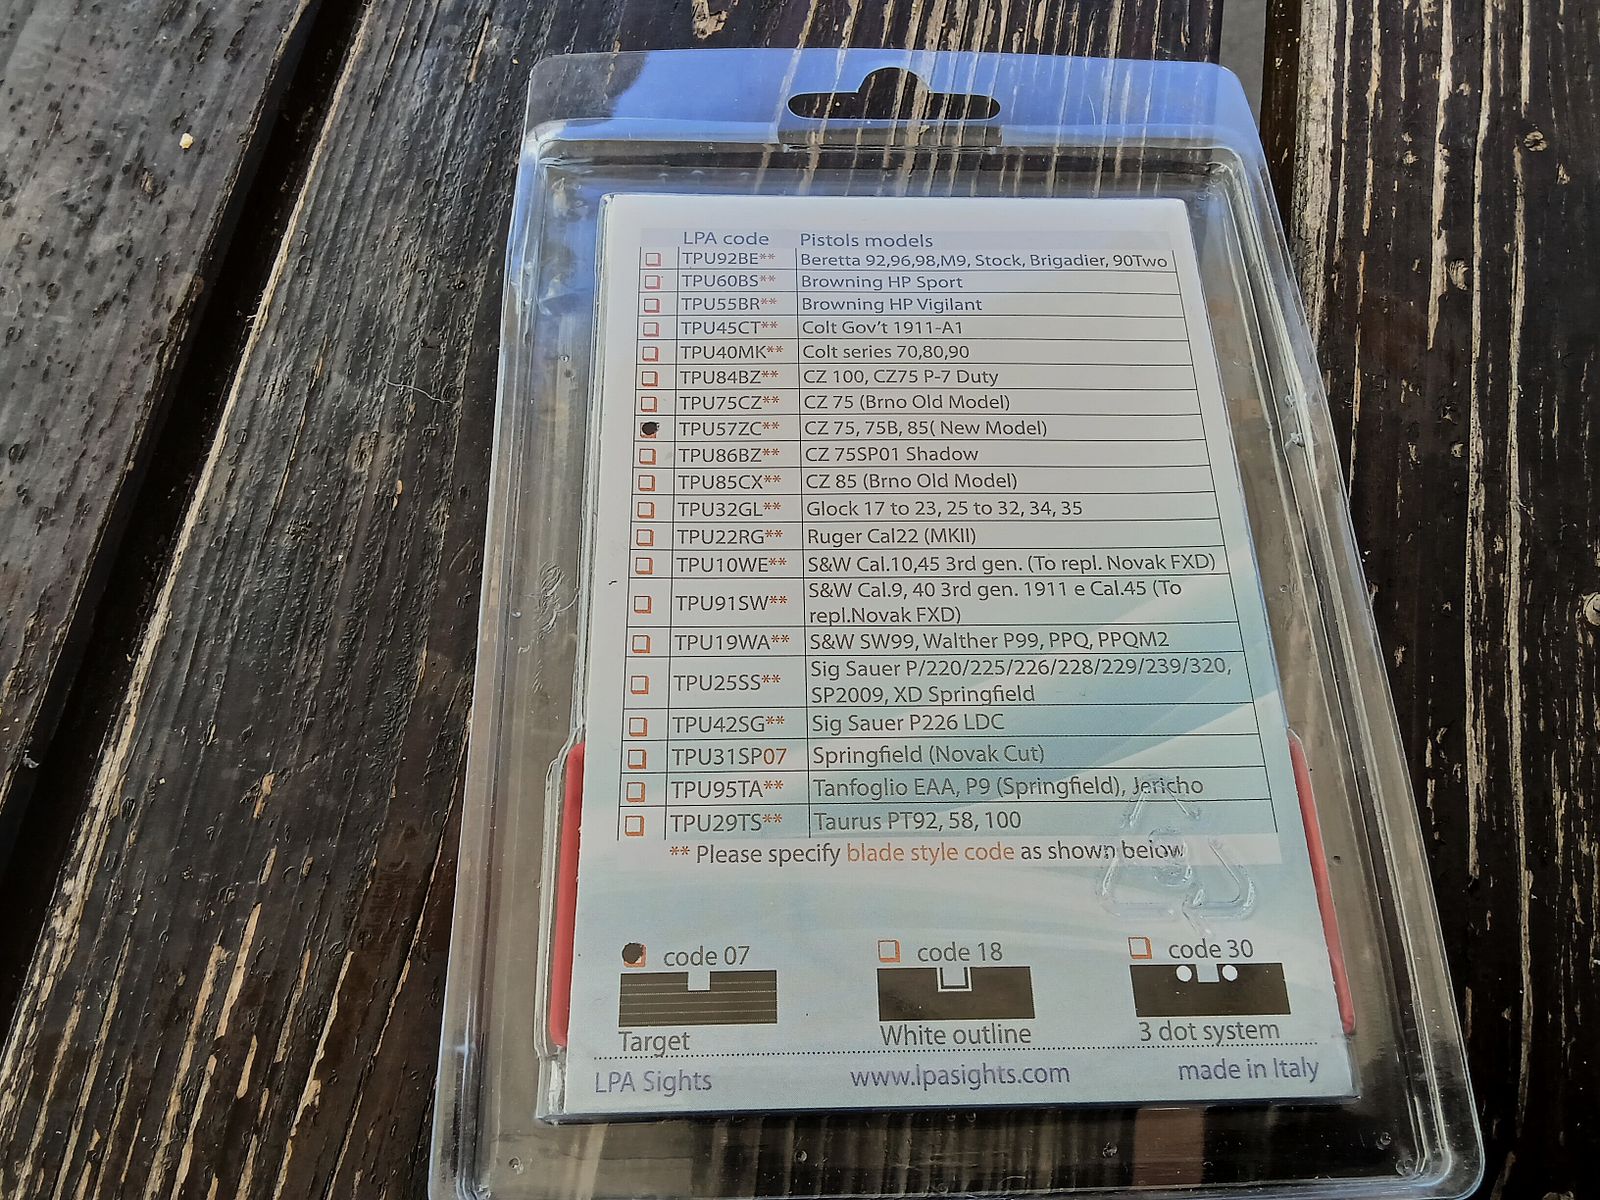 LPA code Pistols models
TPU92BE** Beretta 92,96,98,M9, Stock, Brigadier, 90Two
TPU60BS** Browning HP Sport
TPU55BR** Browning HP Vigilant
TPU45CT** Colt Gov't 1911-A1
TPU40MK** Colt series 70,80,90
TPU84BZ** CZ 100, CZ75 P-7 Duty
TPU75CZ** CZ 75 (Brno Old Model)
TPU57ZC** CZ 75, 75B, 85( New Model)
TPU86BZ** CZ 75SP01 Shadow
TPU85CX** CZ 85 (Brno Old Model)
TPU32GL** Glock 17 to 23, 25 to 32, 34, 35
TPU22RG** Ruger Cal22 (MKII)
TPU10WE** S&W Cal.10,45 3rd gen. (To repl. Novak FXD)
TPU91SW** S&W Cal.9, 40 3rd gen. 1911 e Cal.45 (To
repl.Novak FXD)
TPU19WA** S&W SW99, Walther P99, PPQ, PPQM2
TPU25SS** Sig Sauer P/220/225/226/228/229/239/320,
SP2009, XD Springfield
TPU42SG** Sig Sauer P226 LDC
TPU31SP07 Springfield (Novak Cut)
TPU95TA** Tanfoglio EAA, P9 (Springfield), Jericho
TPU29TS** Taurus PT92, 58, 100
** Please specify blade style code as shown below
code 07 code 18 code 30
Target White outline 3 dot system
LPA Sights www.lpasights.com made in Italy